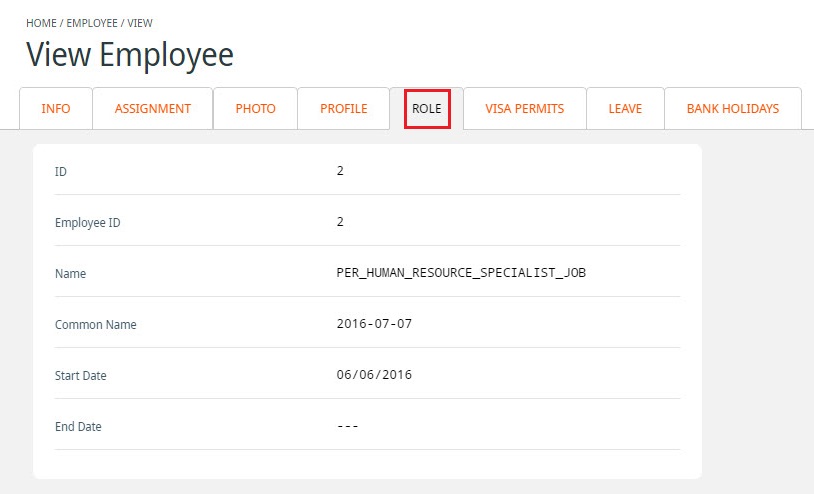 HOME / EMPLOYEE / VIEW
View Employee
INFO ASSIGNMENT PHOTO PROFILE ROLE VISA PERMITS LEAVE BANK HOLIDAYS
ID 2
Employee ID 2
Name PER_HUMAN_RESOURCE_SPECIALIST_JOB
Common Name 2016-07-07
Start Date 06/06/2016
End Date ---